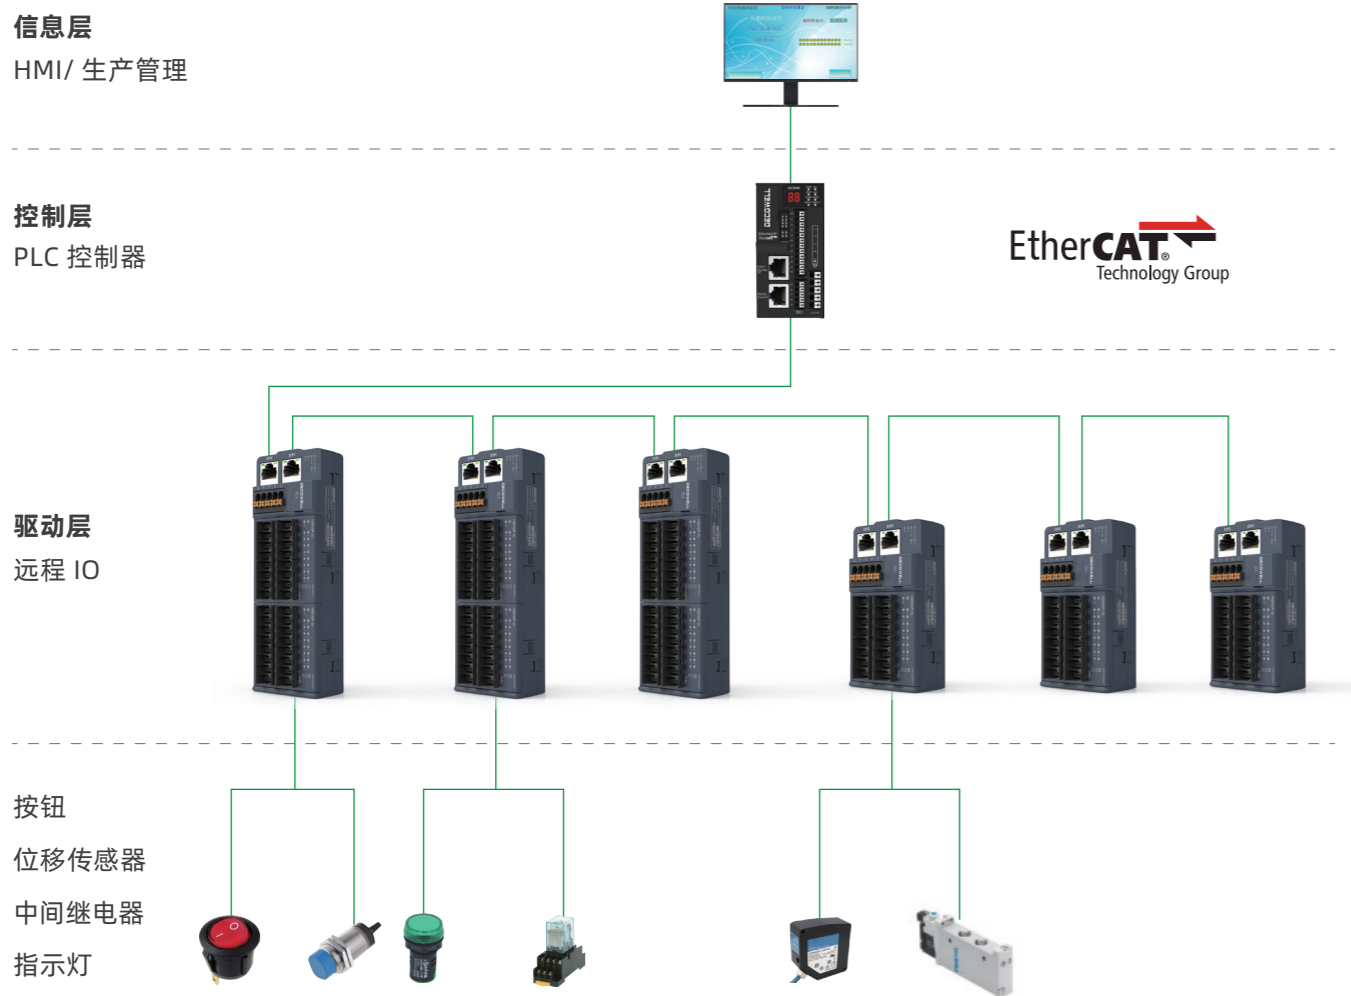 信息层
HMI/ 生产管理
控制层
PLC 控制器
DECOWELL
88
EtherCAT®
Technology Group
驱动层
远程 IO
按钮
位移传感器
中间继电器
指示灯